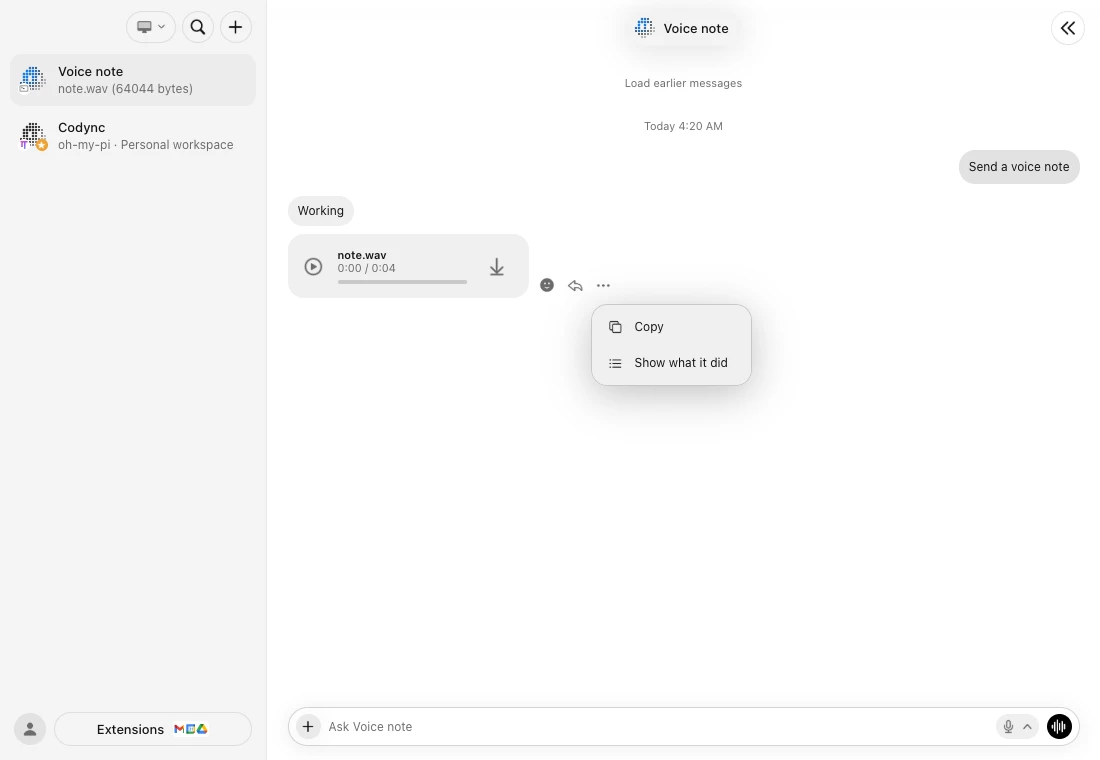 Voice note
note.wav (64044 bytes)
Codync
oh-my-pi · Personal workspace
Extensions
Voice note
Load earlier messages
Today 4:20 AM
Send a voice note
Working
note.wav
0:00 / 0:04
Copy
Show what it did
Ask Voice note